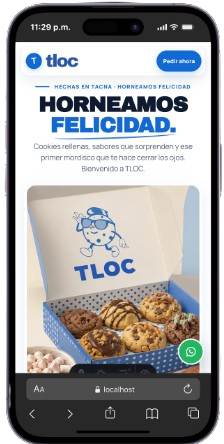 11:29 p.m.
T tloc
Pedir ahora
HECHAS EN TACNA · HORNEAMOS FELICIDAD
HORNEAMOS
FELICIDAD.
Cookies rellenas, sabores que sorprenden y ese
primer mordisco que te hace cerrar los ojos.
Bienvenido a TLOC.
TLOC
AA
localhost